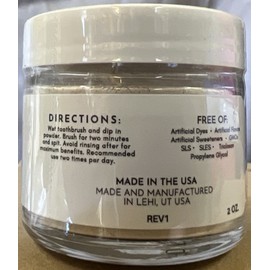 DIRECTIONS:
Wet toothbrush and dip in
powder. Brush for two minutes
and spit. Avoid rinsing after for
maximum benefits. Recommended
use two times per day.
FREE OF:
Artificial Dyes • Artificial
Artificial Sweeteners •
SLS • SLES • Triclosan
Propylene Glycol
MADE IN THE USA
MADE AND MANUFACTURED
IN LEHI, UT USA
REV1
2 OZ.